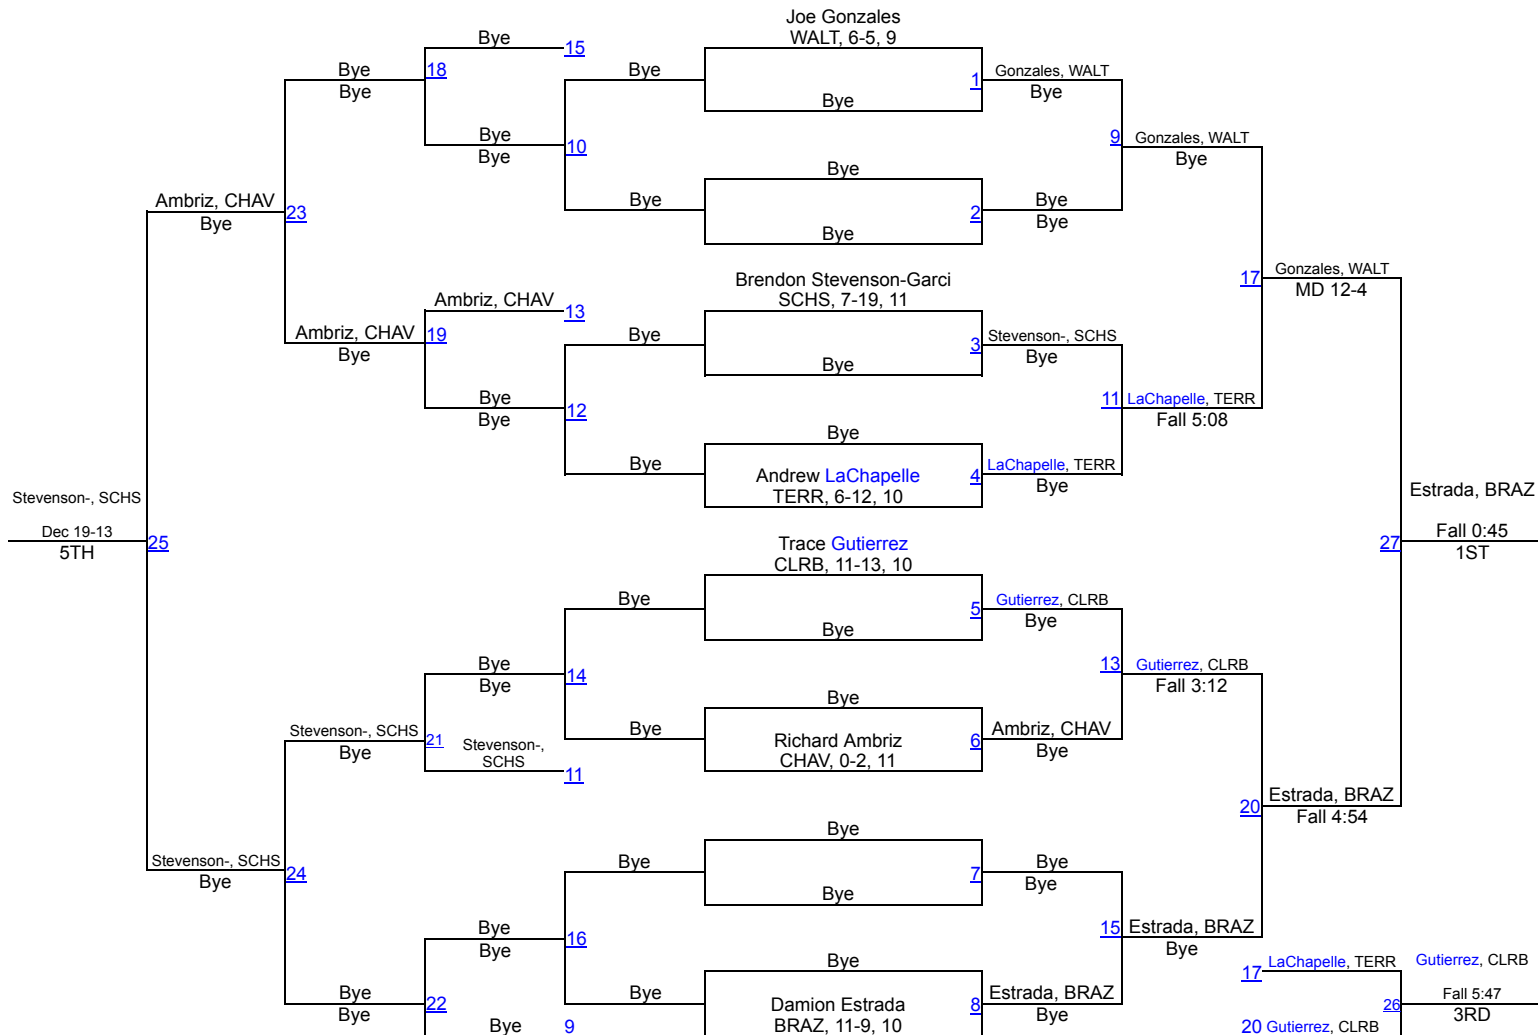 Joe Gonzales
WALT, 6-5, 9
Bye
15
Bye
18
Bye
Bye
1
Gonzales, WALT
Bye
Bye
Bye
Bye
10
9
Gonzales, WALT
Bye
Bye
Bye
Ambriz, CHAV
23
Bye
Bye
2
Bye
Bye
Bye
Brendon Stevenson-Garci
SCHS, 7-19, 11
17
Gonzales, WALT
MD 12-4
Ambriz, CHAV
13
Ambriz, CHAV
19
Bye
Bye
3
Stevenson-, SCHS
Bye
Bye
Bye
12
Bye
11
LaChapelle, TERR
Fall 5:08
Bye
Bye
Andrew LaChapelle
TERR, 6-12, 10
4
LaChapelle, TERR
Bye
Stevenson-, SCHS
Dec 19-13
5TH
25
Estrada, BRAZ
27
Fall 0:45
1ST
Trace Gutierrez
CLRB, 11-13, 10
Bye
5
Gutierrez, CLRB
Bye
Bye
Bye
14
Bye
13
Gutierrez, CLRB
Fall 3:12
Bye
Bye
Richard Ambriz
CHAV, 0-2, 11
6
Ambriz, CHAV
Bye
Stevenson-, SCHS
21
Bye
Stevenson-,
SCHS
11
20
Estrada, BRAZ
Fall 4:54
Bye
Stevenson-, SCHS
24
Bye
Bye
7
Bye
Bye
Bye
Bye
16
Bye
15
Estrada, BRAZ
Bye
Bye
17
LaChapelle, TERR
Gutierrez, CLRB
Bye
22
Bye
Bye
Damion Estrada
BRAZ, 11-9, 10
8
Estrada, BRAZ
Bye
26
Fall 5:47
3RD
Bye
9
20
Gutierrez, CLRB